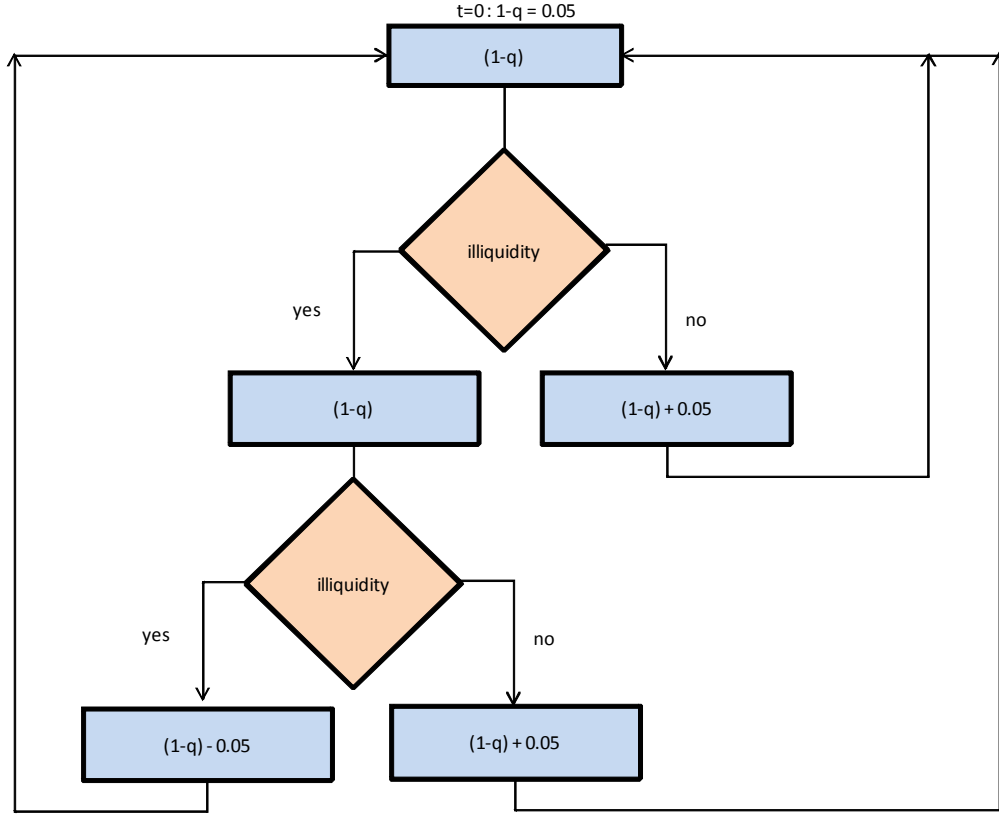 t=0 : 1-q = 0.05
(1-q)
illiquidity
yes
no
(1-q)
(1-q) + 0.05
illiquidity
yes
no
(1-q) - 0.05
(1-q) + 0.05